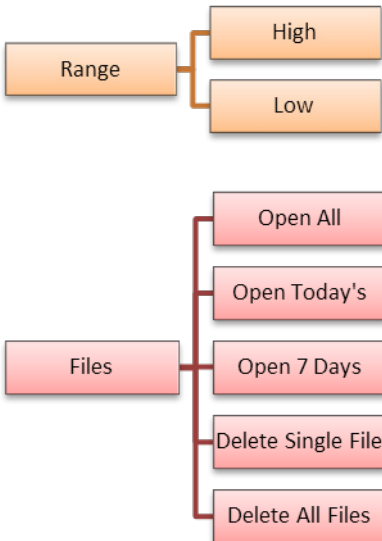 Range
High
Low
Files
Open All
Open Today's
Open 7 Days
Delete Single File
Delete All Files